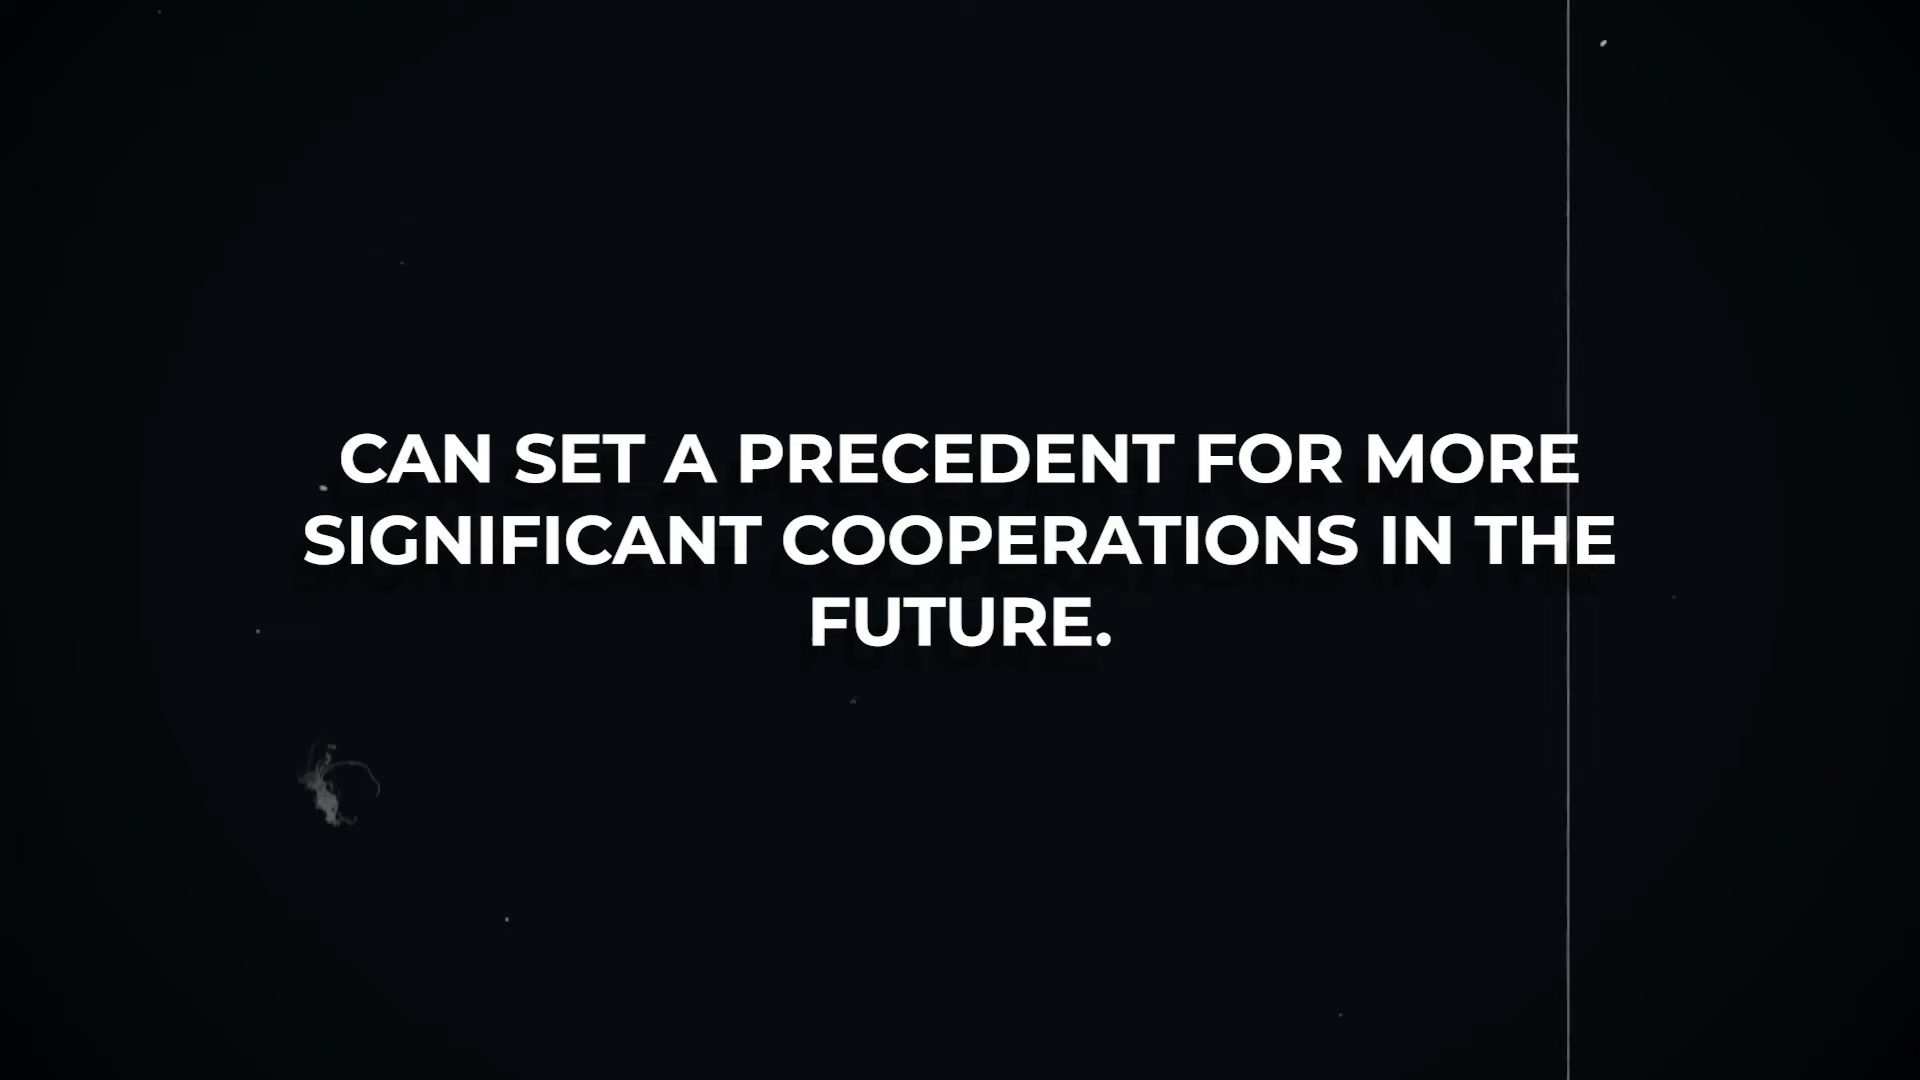 CAN SET A PRECEDENT FOR MORE
SIGNIFICANT COOPERATIONS IN THE
FUTURE.